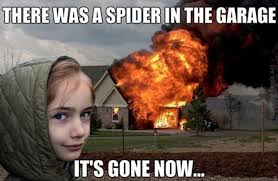 THERE WAS A SPIDER IN THE GARAGE
IT'S GONE NOW...